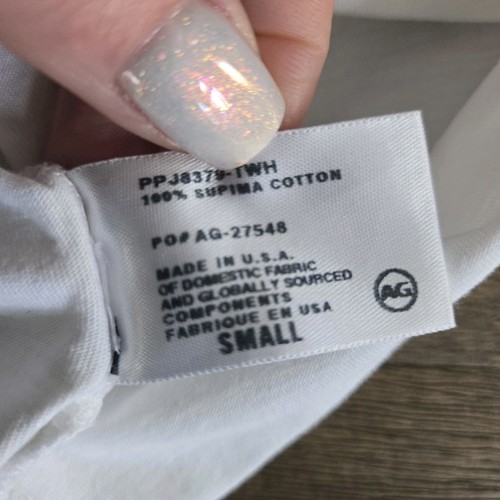 PPJ8379-TWH
100% SUPIMA COTTON
PO# AG-27548
MADE IN U.S.A.
OF DOMESTIC FABRIC
AND GLOBALLY SOURCED
COMPONENTS
FABRIQUE EN USA
SMALL
AG